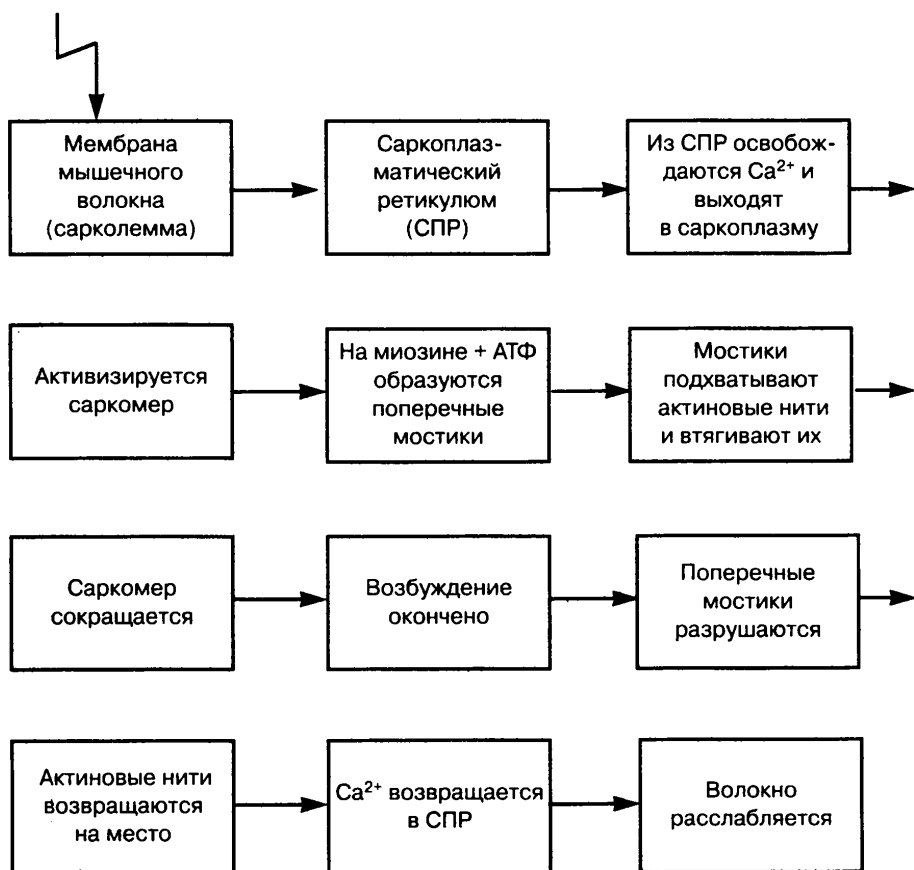 Мембрана
мышечного
волокна
(сарколемма)
Саркоплаз-
матический
ретикулум
(СПР)
Из СПР освобож-
даются Ca²⁺ и
выходят
в саркоплазму
Активизируется
саркомер
На миозине + АТФ
образуются
поперечные
мостики
Мостики
подхватывают
актиновые нити
и втягивают их
Саркомер
сокращается
Возбуждение
окончено
Поперечные
мостики
разрушаются
Актиновые нити
возвращаются
на место
Ca²⁺ возвращается
в СПР
Волокно
расслабляется